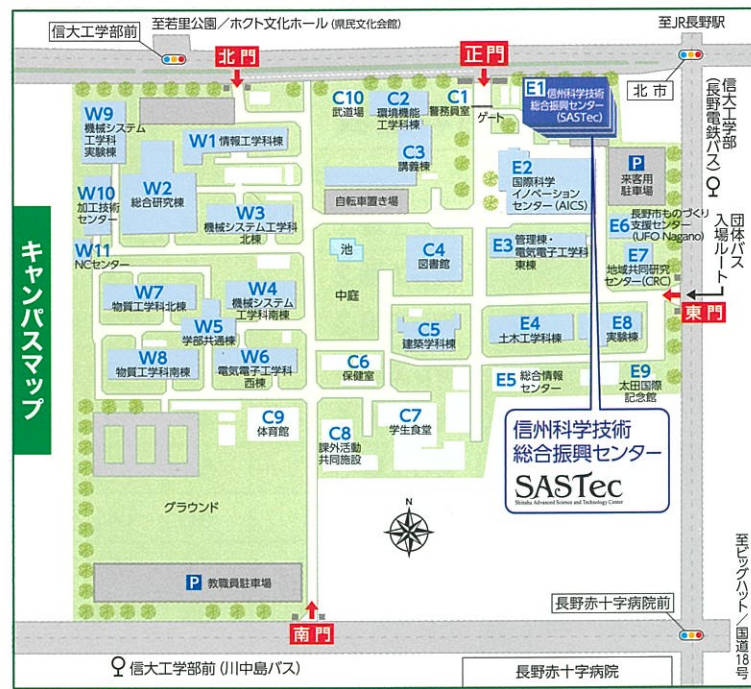 至若里公園／ホクト文化ホール（県民文化会館）
至JR長野駅
信大工学部前
北門
正門
北市
信大工学部
（長野電鉄バス）
団体バス
入場ルート
キャンパスマップ
W9
機械システム
工学科
実験棟
W1 情報工学科棟
W2
総合研究棟
W10
加工技術
センター
W3
機械システム工学科
北棟
W11
NCセンター
W7
物質工学科北棟
W4
機械システム
工学科南棟
W5
学部共通棟
W8
物質工学科南棟
W6
電気電子工学科
西棟
C10
武道場
C2
環境機能
工学科棟
C1
警務員室
ゲート
C3
講義棟
自転車置き場
池
中庭
C4
図書館
C5
建築学科棟
C6
保健室
C7
学生食堂
C8
課外活動
共同施設
C9
体育館
E1 信州科学技術
総合振興センター
(SASTec)
E2
国際科学
イノベーション
センター(AICS)
P
来客用
駐車場
E3
管理棟・
電気電子工学科
東棟
E6
長野市ものづくり
支援センター
(UFO Nagano)
E7
地域共同研究
センター(CRC)
東門
E4
土木工学科棟
E8
実験棟
E5 総合情報
センター
E9
太田国際
記念館
信州科学技術
総合振興センター
SASTec
Shinshu Advanced Science and Technology Center
グラウンド
N
P 教職員駐車場
南門
長野赤十字病院前
至ビッグハット／国道18号
信大工学部前（川中島バス）
長野赤十字病院